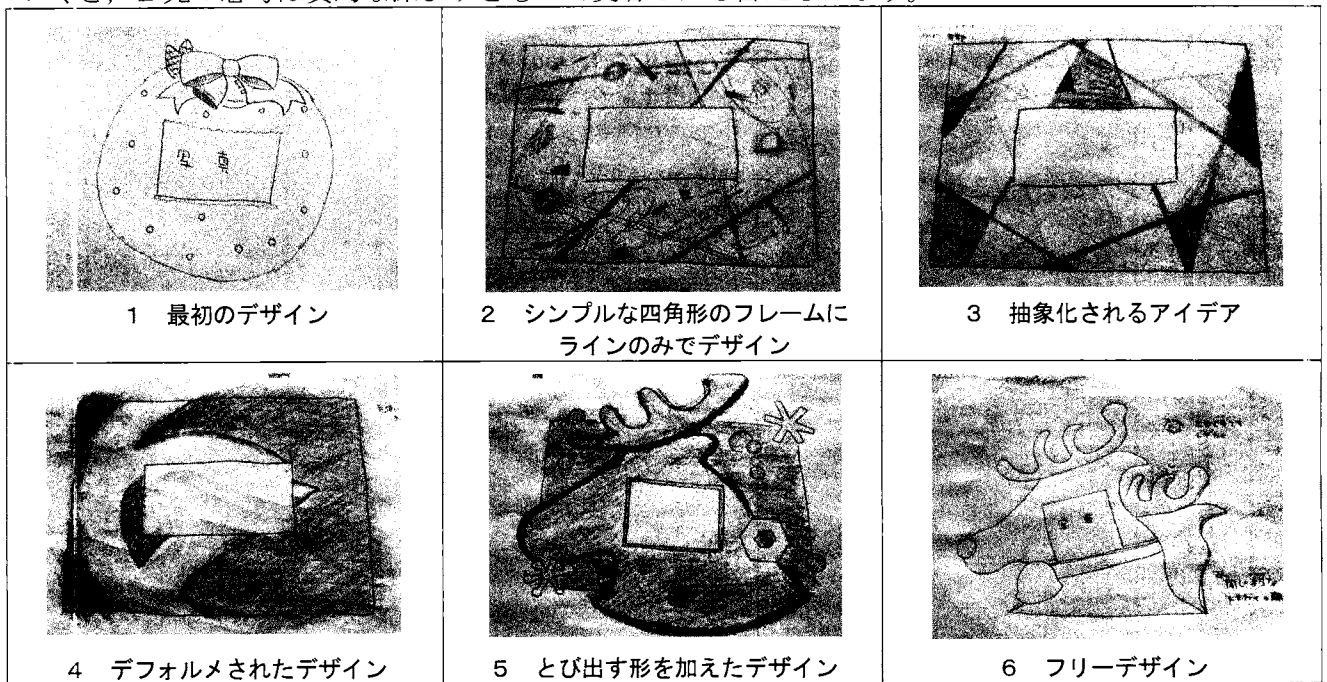 写真
1 最初のデザイン
2 シンプルな四角形のフレームに
ラインのみでデザイン
3 抽象化されるアイデア
4 デフォルメされたデザイン
5 とび出す形を加えたデザイン
6 フリーデザイン